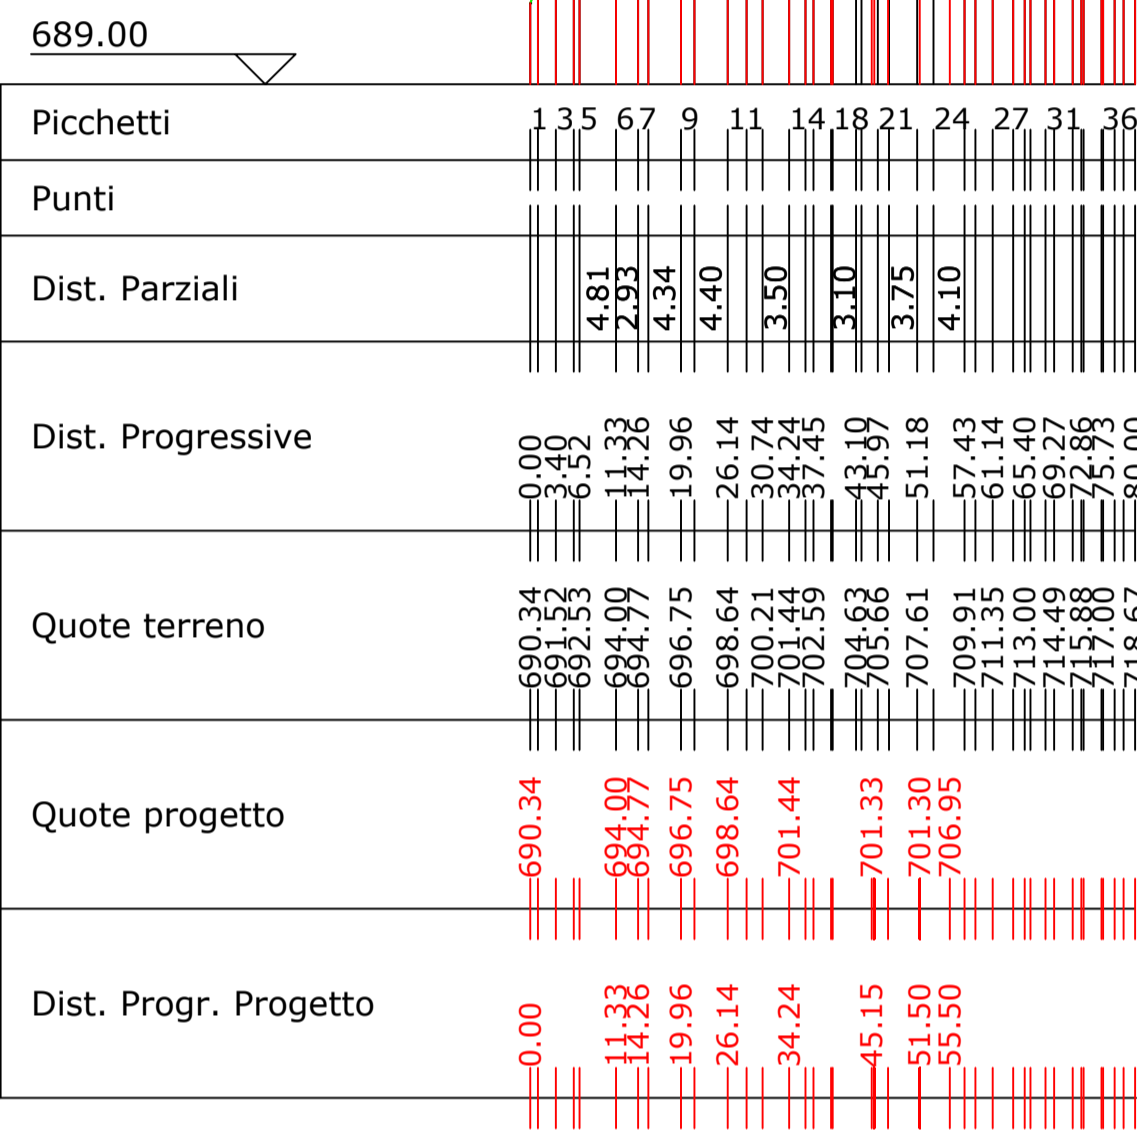 689.00
Picchetti 1 3 5 6 7 9 11 14 18 21 24 27 31 36
Punti
Dist. Parziali 4.81 2.93 4.34 4.40 3.50 3.10 3.75 4.10
Dist. Progressive 0.00 3.40 6.52 11.33 14.26 19.96 26.14 30.74 34.24 37.45 43.10 45.97 51.18 57.43 61.14 65.40 69.27 72.86 75.73 80.00
Quote terreno 690.34 691.52 692.53 694.00 694.77 696.75 698.64 700.21 701.44 702.59 704.63 705.66 707.61 709.91 711.35 713.00 714.49 715.88 717.00 718.67
Quote progetto 690.34 694.00 694.77 696.75 698.64 701.44 701.33 701.30 706.95
Dist. Progr. Progetto 0.00 11.33 14.26 19.96 26.14 34.24 45.15 51.50 55.50